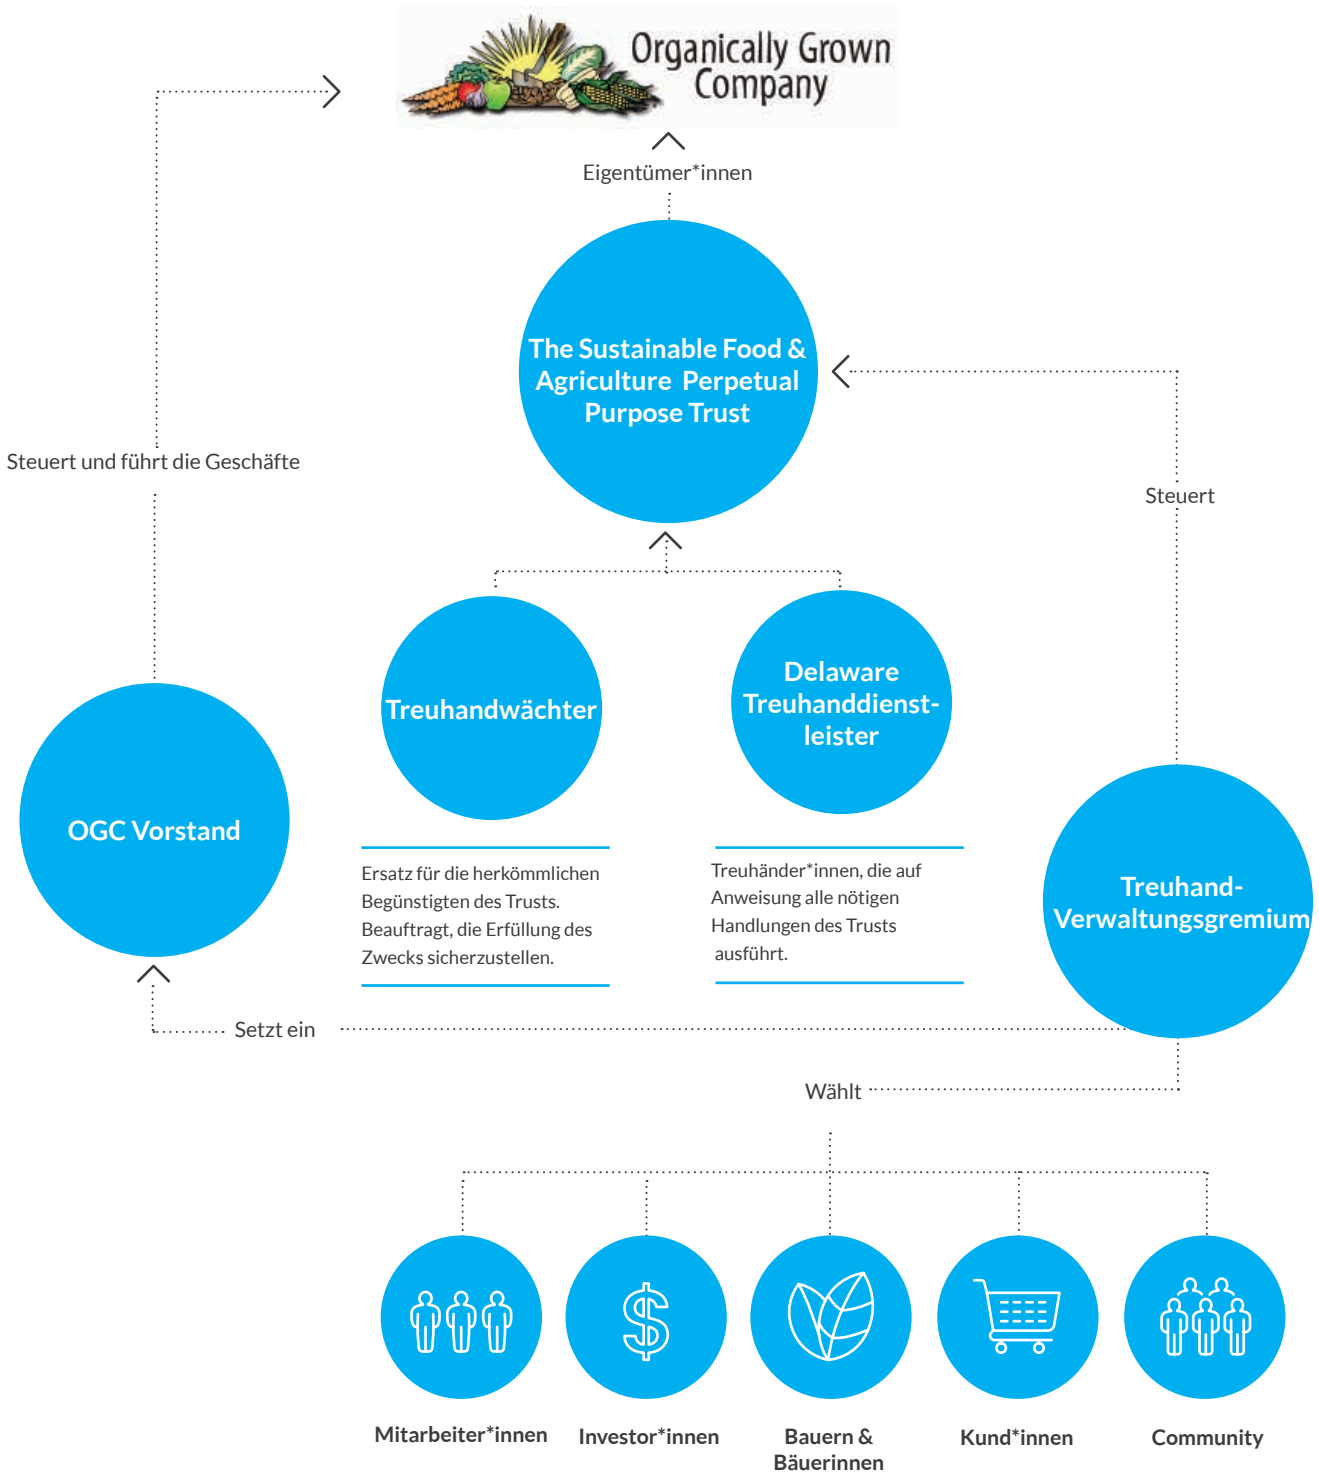 Organically Grown
Company
Eigentümer*innen
The Sustainable Food &
Agriculture Perpetual
Purpose Trust
Steuert und führt die Geschäfte
Steuert
Treuhandwächter
Delaware
Treuhanddienst-
leister
OGC Vorstand
Ersatz für die herkömmlichen
Begünstigten des Trusts.
Beauftragt, die Erfüllung des
Zwecks sicherzustellen.
Treuhänder*innen, die auf
Anweisung alle nötigen
Handlungen des Trusts
ausführt.
Treuhand-
Verwaltungsgremium
Setzt ein
Wählt
Mitarbeiter*innen
Investor*innen
Bauern &
Bäuerinnen
Kund*innen
Community